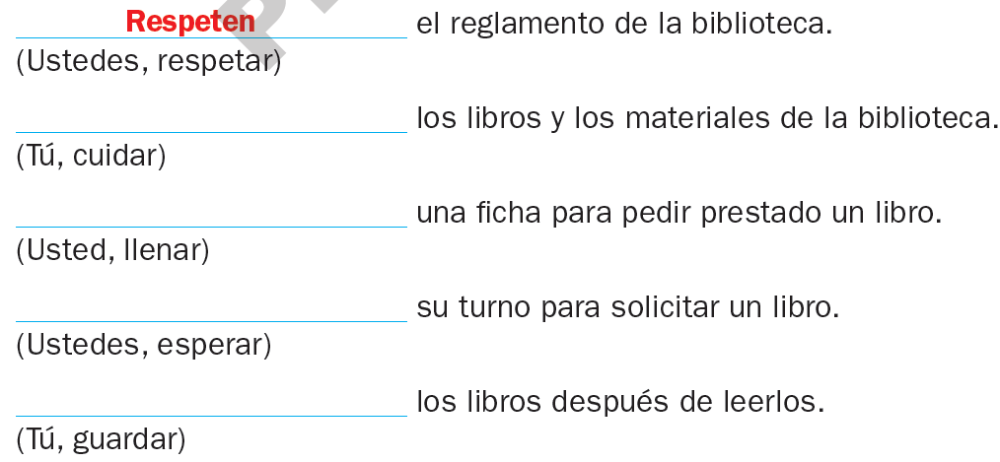 Respeten el reglamento de la biblioteca.
(Ustedes, respetar)
los libros y los materiales de la biblioteca.
(Tú, cuidar)
una ficha para pedir prestado un libro.
(Usted, llenar)
su turno para solicitar un libro.
(Ustedes, esperar)
los libros después de leerlos.
(Tú, guardar)